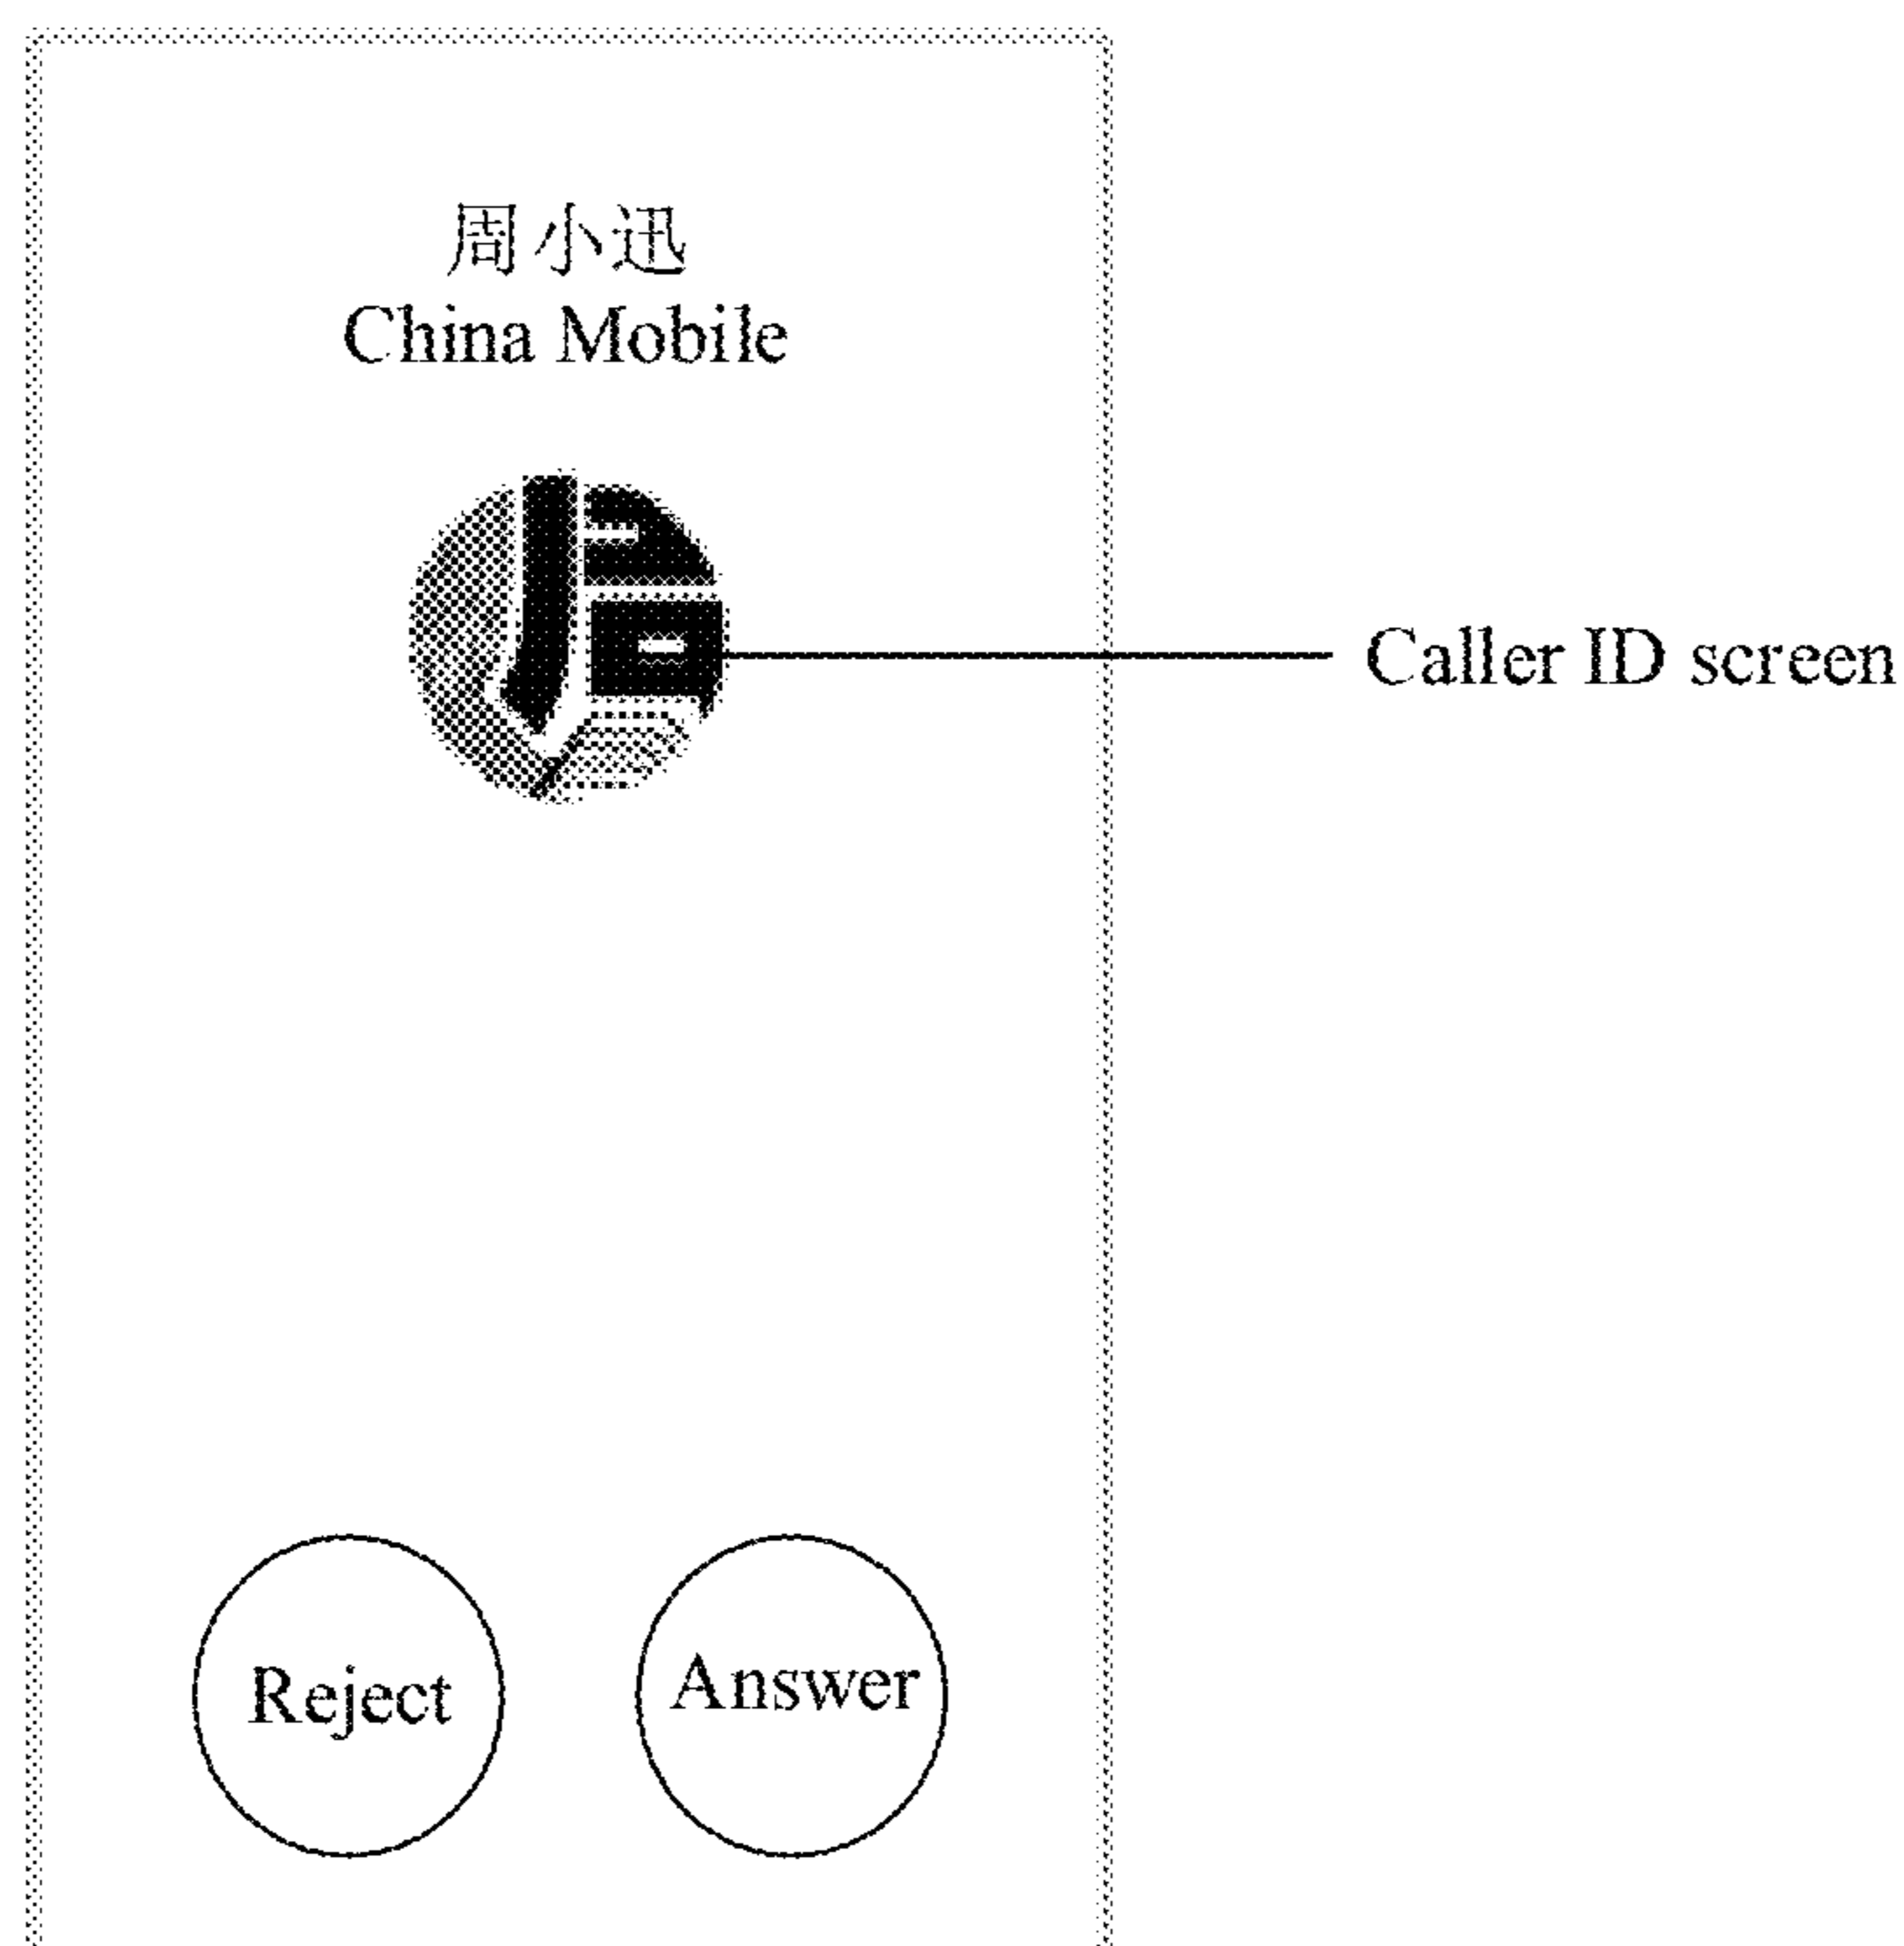 周小迅
China Mobile
Caller ID screen
Reject
Answer